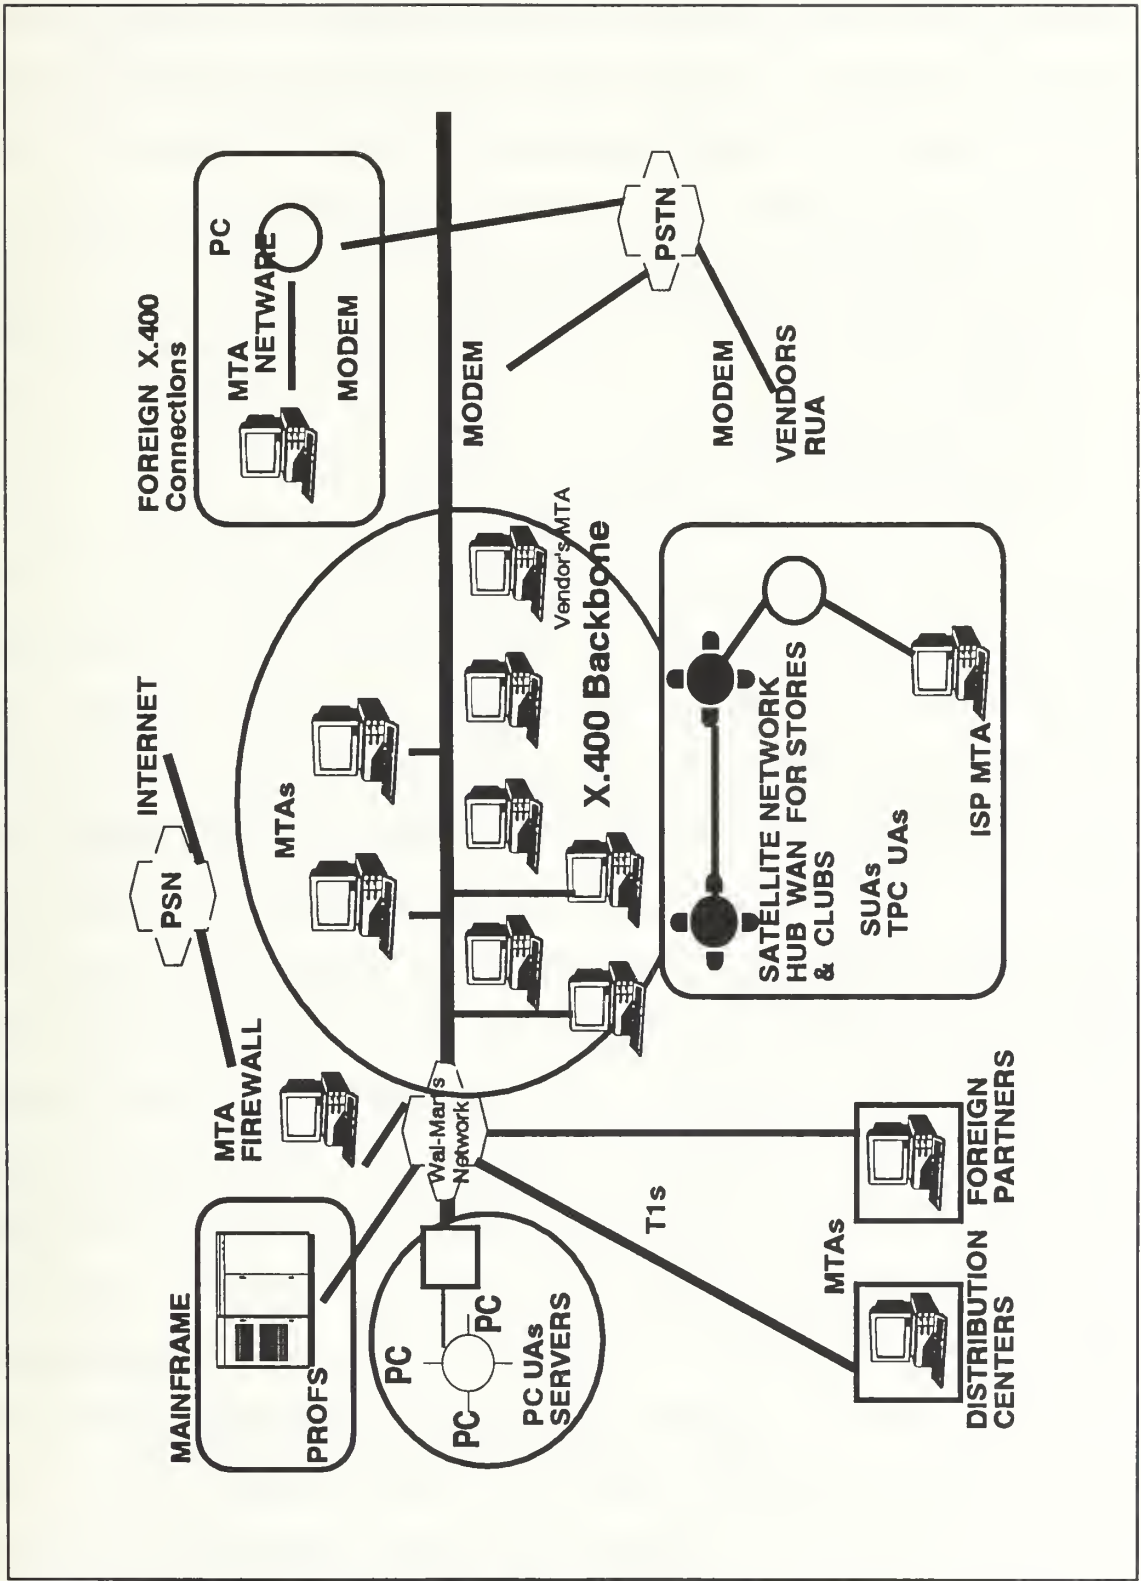 MAINFRAME
PROFS
MTA
FIREWALL
PSN
INTERNET
FOREIGN X.400
Connections
MTA
NETWARE
PC
MODEM
MTAs
Wal-Mart's
Network
PC
PC
PC
PC UAs
SERVERS
Vendor's MTA
X.400 Backbone
MODEM
PSTN
MODEM
VENDORS
RUA
T1s
MTAs
DISTRIBUTION
CENTERS
FOREIGN
PARTNERS
SATELLITE NETWORK
HUB WAN FOR STORES
& CLUBS
SUAs
TPC UAs
ISP MTA